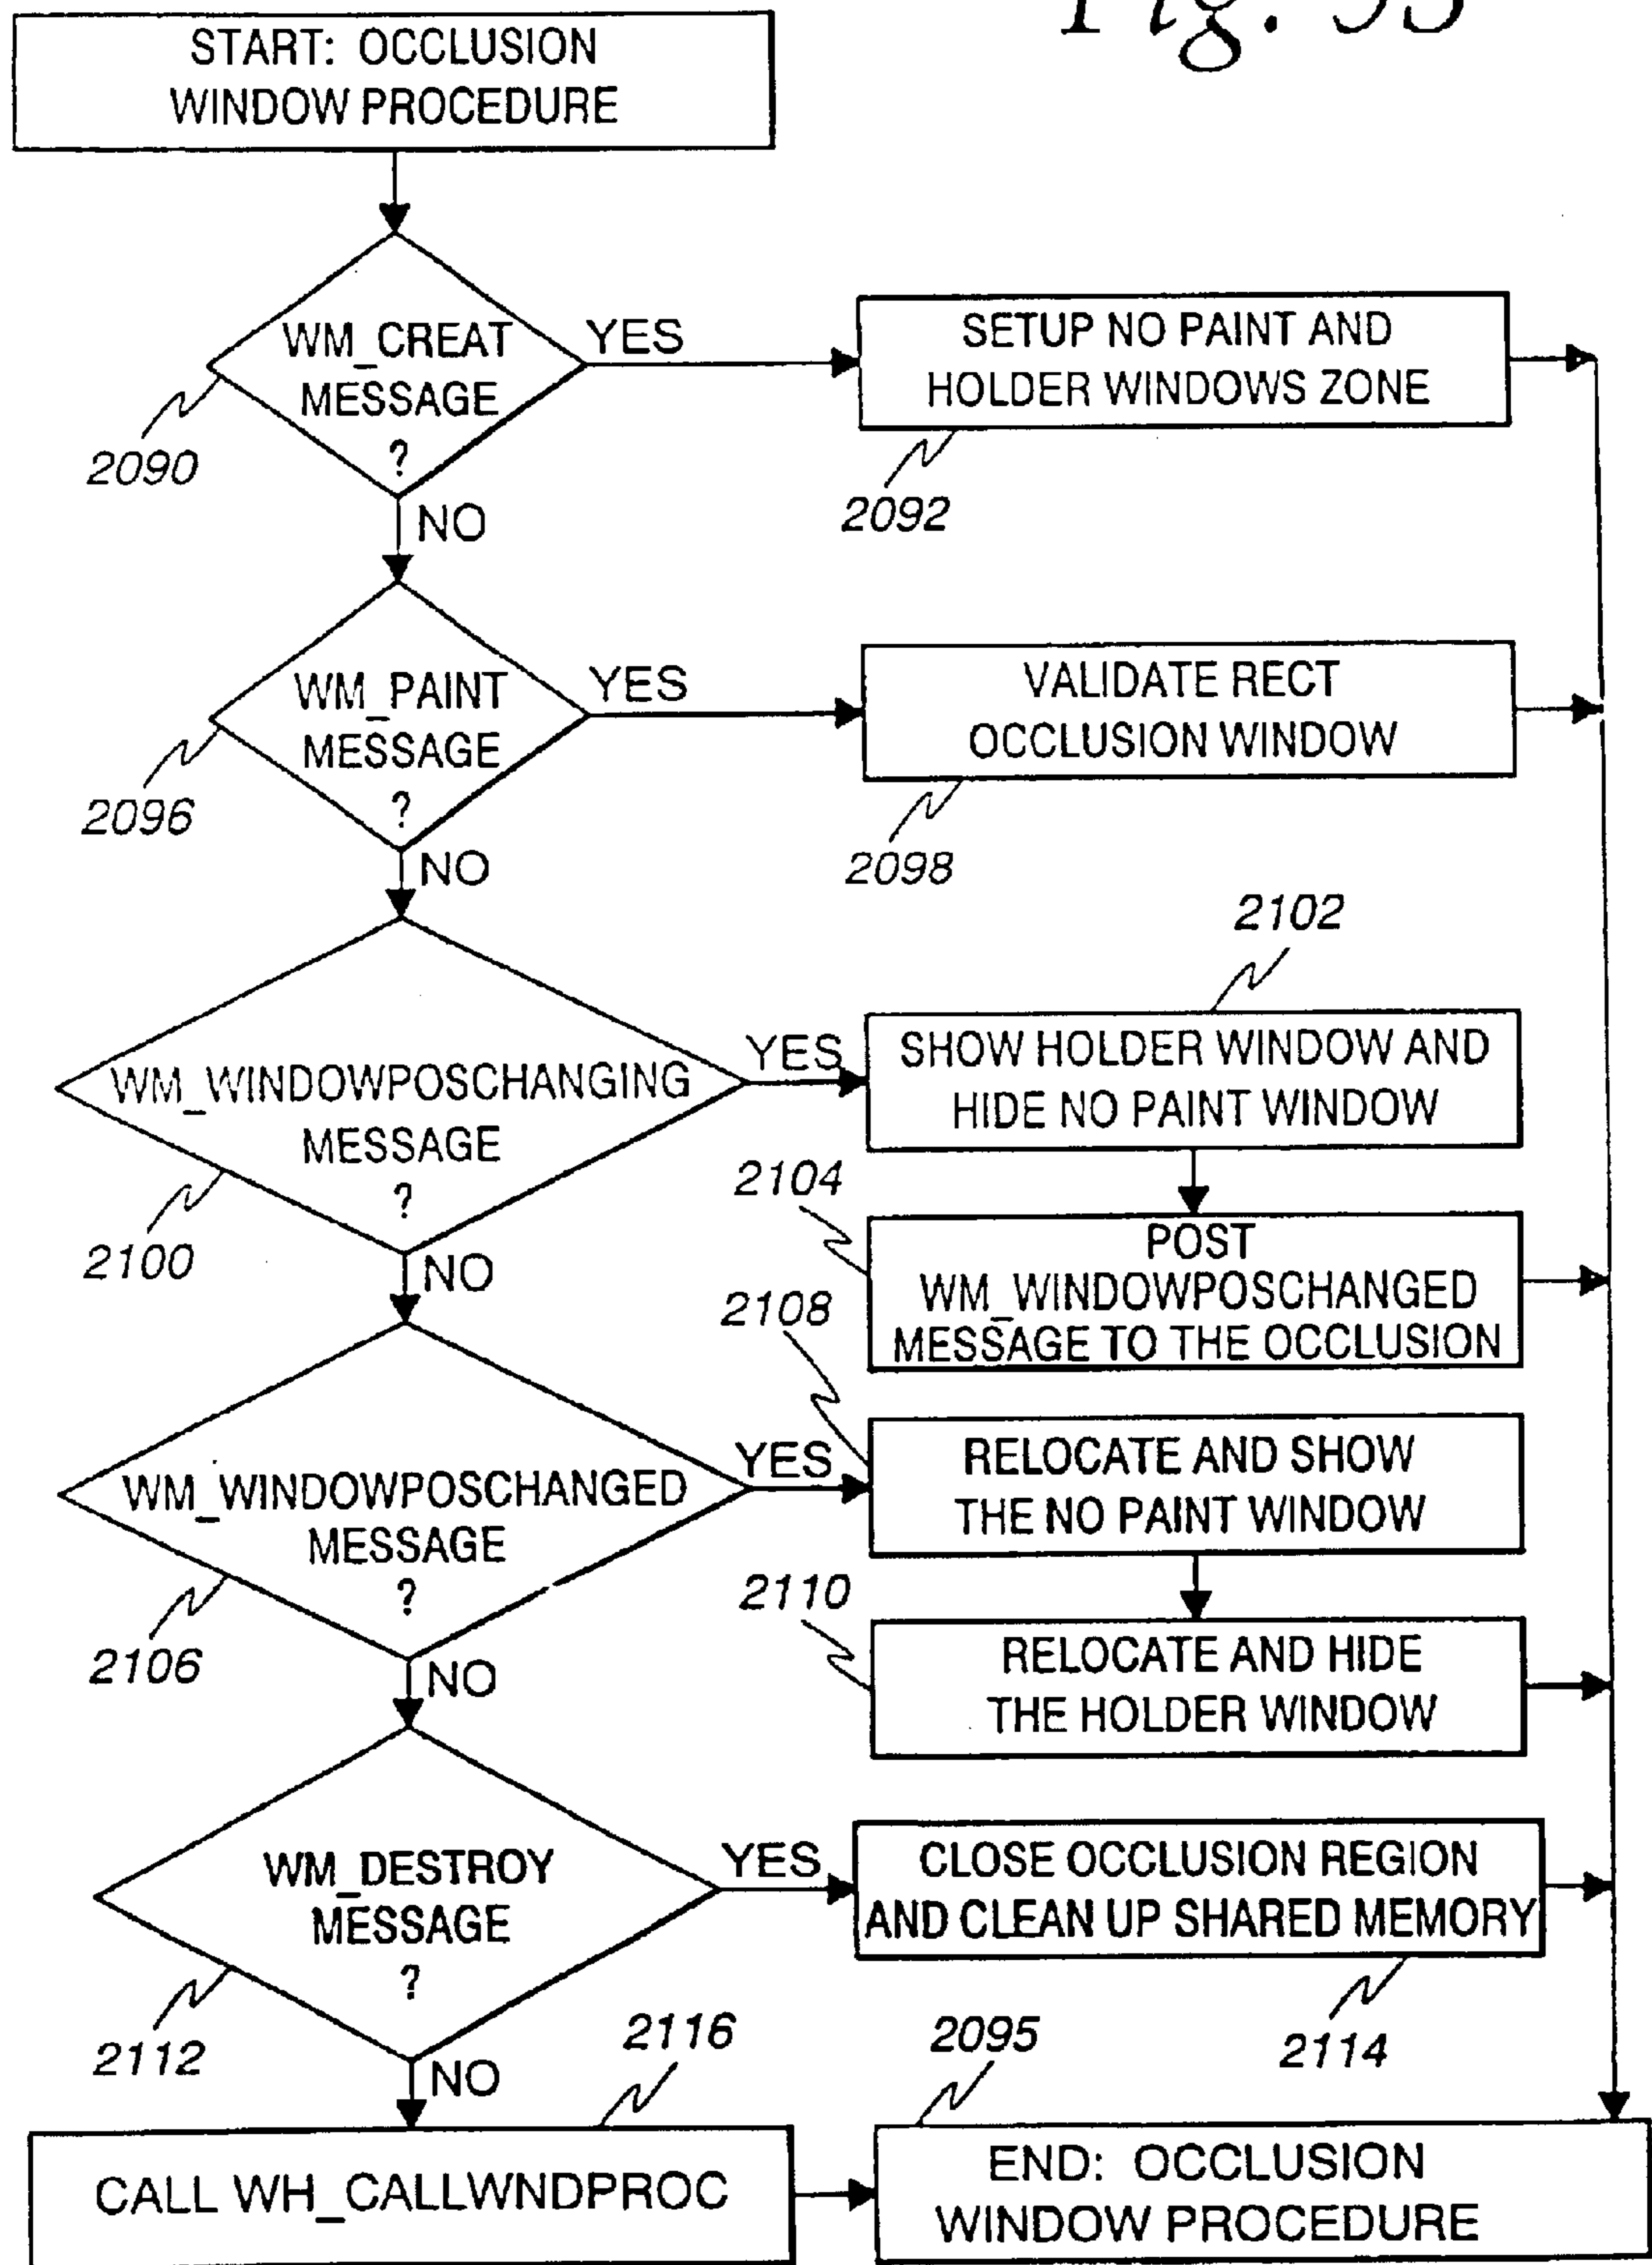 START: OCCLUSION
WINDOW PROCEDURE
WM_CREAT
MESSAGE
?
YES
2090
NO
SETUP NO PAINT AND
HOLDER WINDOWS ZONE
2092
WM_PAINT
MESSAGE
?
YES
2096
NO
VALIDATE RECT
OCCLUSION WINDOW
2098
2102
WM_WINDOWPOSCHANGING
MESSAGE
?
YES
2100
NO
SHOW HOLDER WINDOW AND
HIDE NO PAINT WINDOW
2104
POST
WM_WINDOWPOSCHANGED
MESSAGE TO THE OCCLUSION
2108
WM_WINDOWPOSCHANGED
MESSAGE
?
YES
2106
NO
RELOCATE AND SHOW
THE NO PAINT WINDOW
2110
RELOCATE AND HIDE
THE HOLDER WINDOW
WM_DESTROY
MESSAGE
?
YES
2112
NO
CLOSE OCCLUSION REGION
AND CLEAN UP SHARED MEMORY
2114
2116
CALL WH_CALLWNDPROC
2095
END: OCCLUSION
WINDOW PROCEDURE